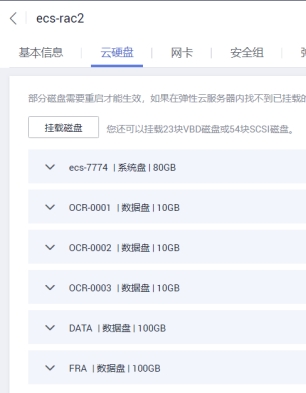 ecs-rac2
基本信息 云硬盘 网卡 安全组
部分磁盘需要重启才能生效，如果在弹性云服务器内找不到已挂载的
挂载磁盘 您还可以挂载23块VBD磁盘或54块SCSI磁盘。
ecs-7774 | 系统盘 | 80GB
OCR-0001 | 数据盘 | 10GB
OCR-0002 | 数据盘 | 10GB
OCR-0003 | 数据盘 | 10GB
DATA | 数据盘 | 100GB
FRA | 数据盘 | 100GB